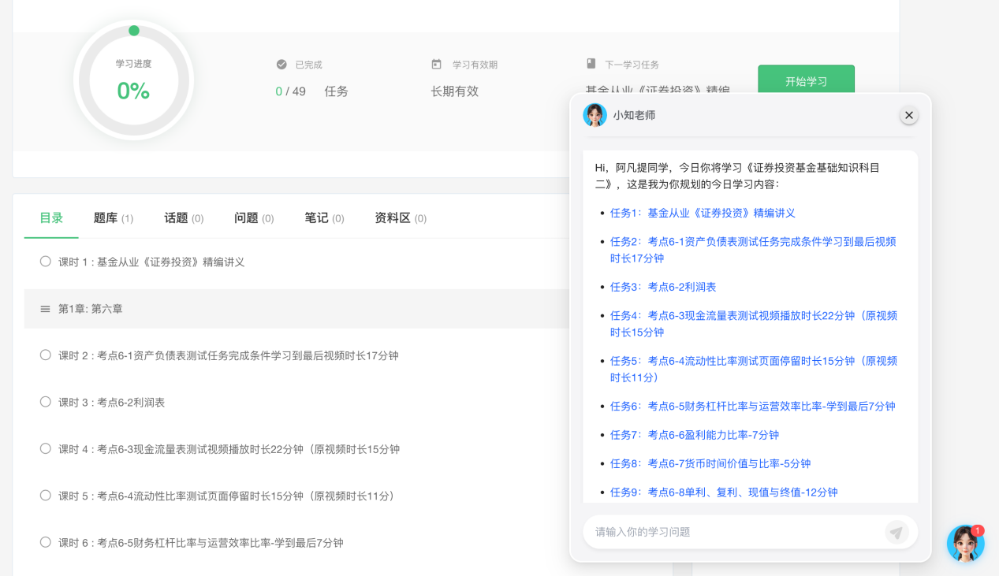 学习进度
0%
已完成
0 / 49 任务
学习有效期
长期有效
下一学习任务
基金从业《证券投资》精编
开始学习
目录
题库 (1)
话题 (0)
问题 (0)
笔记 (0)
资料区 (0)
课时 1 : 基金从业《证券投资》精编讲义
第1章: 第六章
课时 2 : 考点6-1资产负债表测试任务完成条件学习到最后视频时长17分钟
课时 3 : 考点6-2利润表
课时 4 : 考点6-3现金流量表测试视频播放时长22分钟（原视频时长15分钟
课时 5 : 考点6-4流动性比率测试页面停留时长15分钟（原视频时长11分）
课时 6 : 考点6-5财务杠杆比率与运营效率比率-学到最后7分钟
小知老师
Hi，阿凡提同学，今日你将学习《证券投资基金基础知识科目
二》，这是我为你规划的今日学习内容：
任务1：基金从业《证券投资》精编讲义
任务2：考点6-1资产负债表测试任务完成条件学习到最后视频
时长17分钟
任务3：考点6-2利润表
任务4：考点6-3现金流量表测试视频播放时长22分钟（原视频
时长15分钟
任务5：考点6-4流动性比率测试页面停留时长15分钟（原视频
时长11分）
任务6：考点6-5财务杠杆比率与运营效率比率-学到最后7分钟
任务7：考点6-6盈利能力比率-7分钟
任务8：考点6-7货币时间价值与比率-5分钟
任务9：考点6-8单利、复利、现值与终值-12分钟
请输入你的学习问题
1